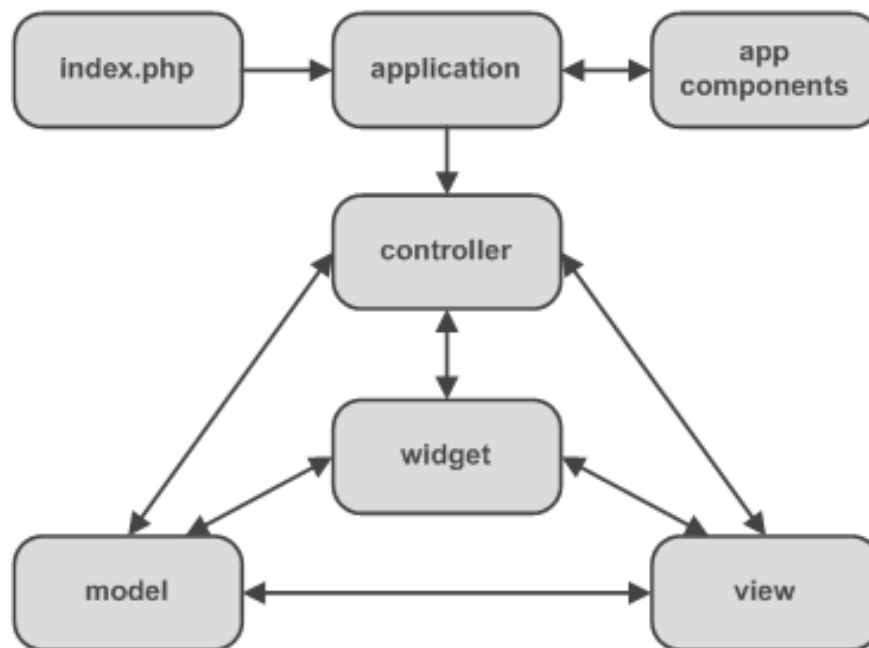 index.php
application
app
components
controller
widget
model
view